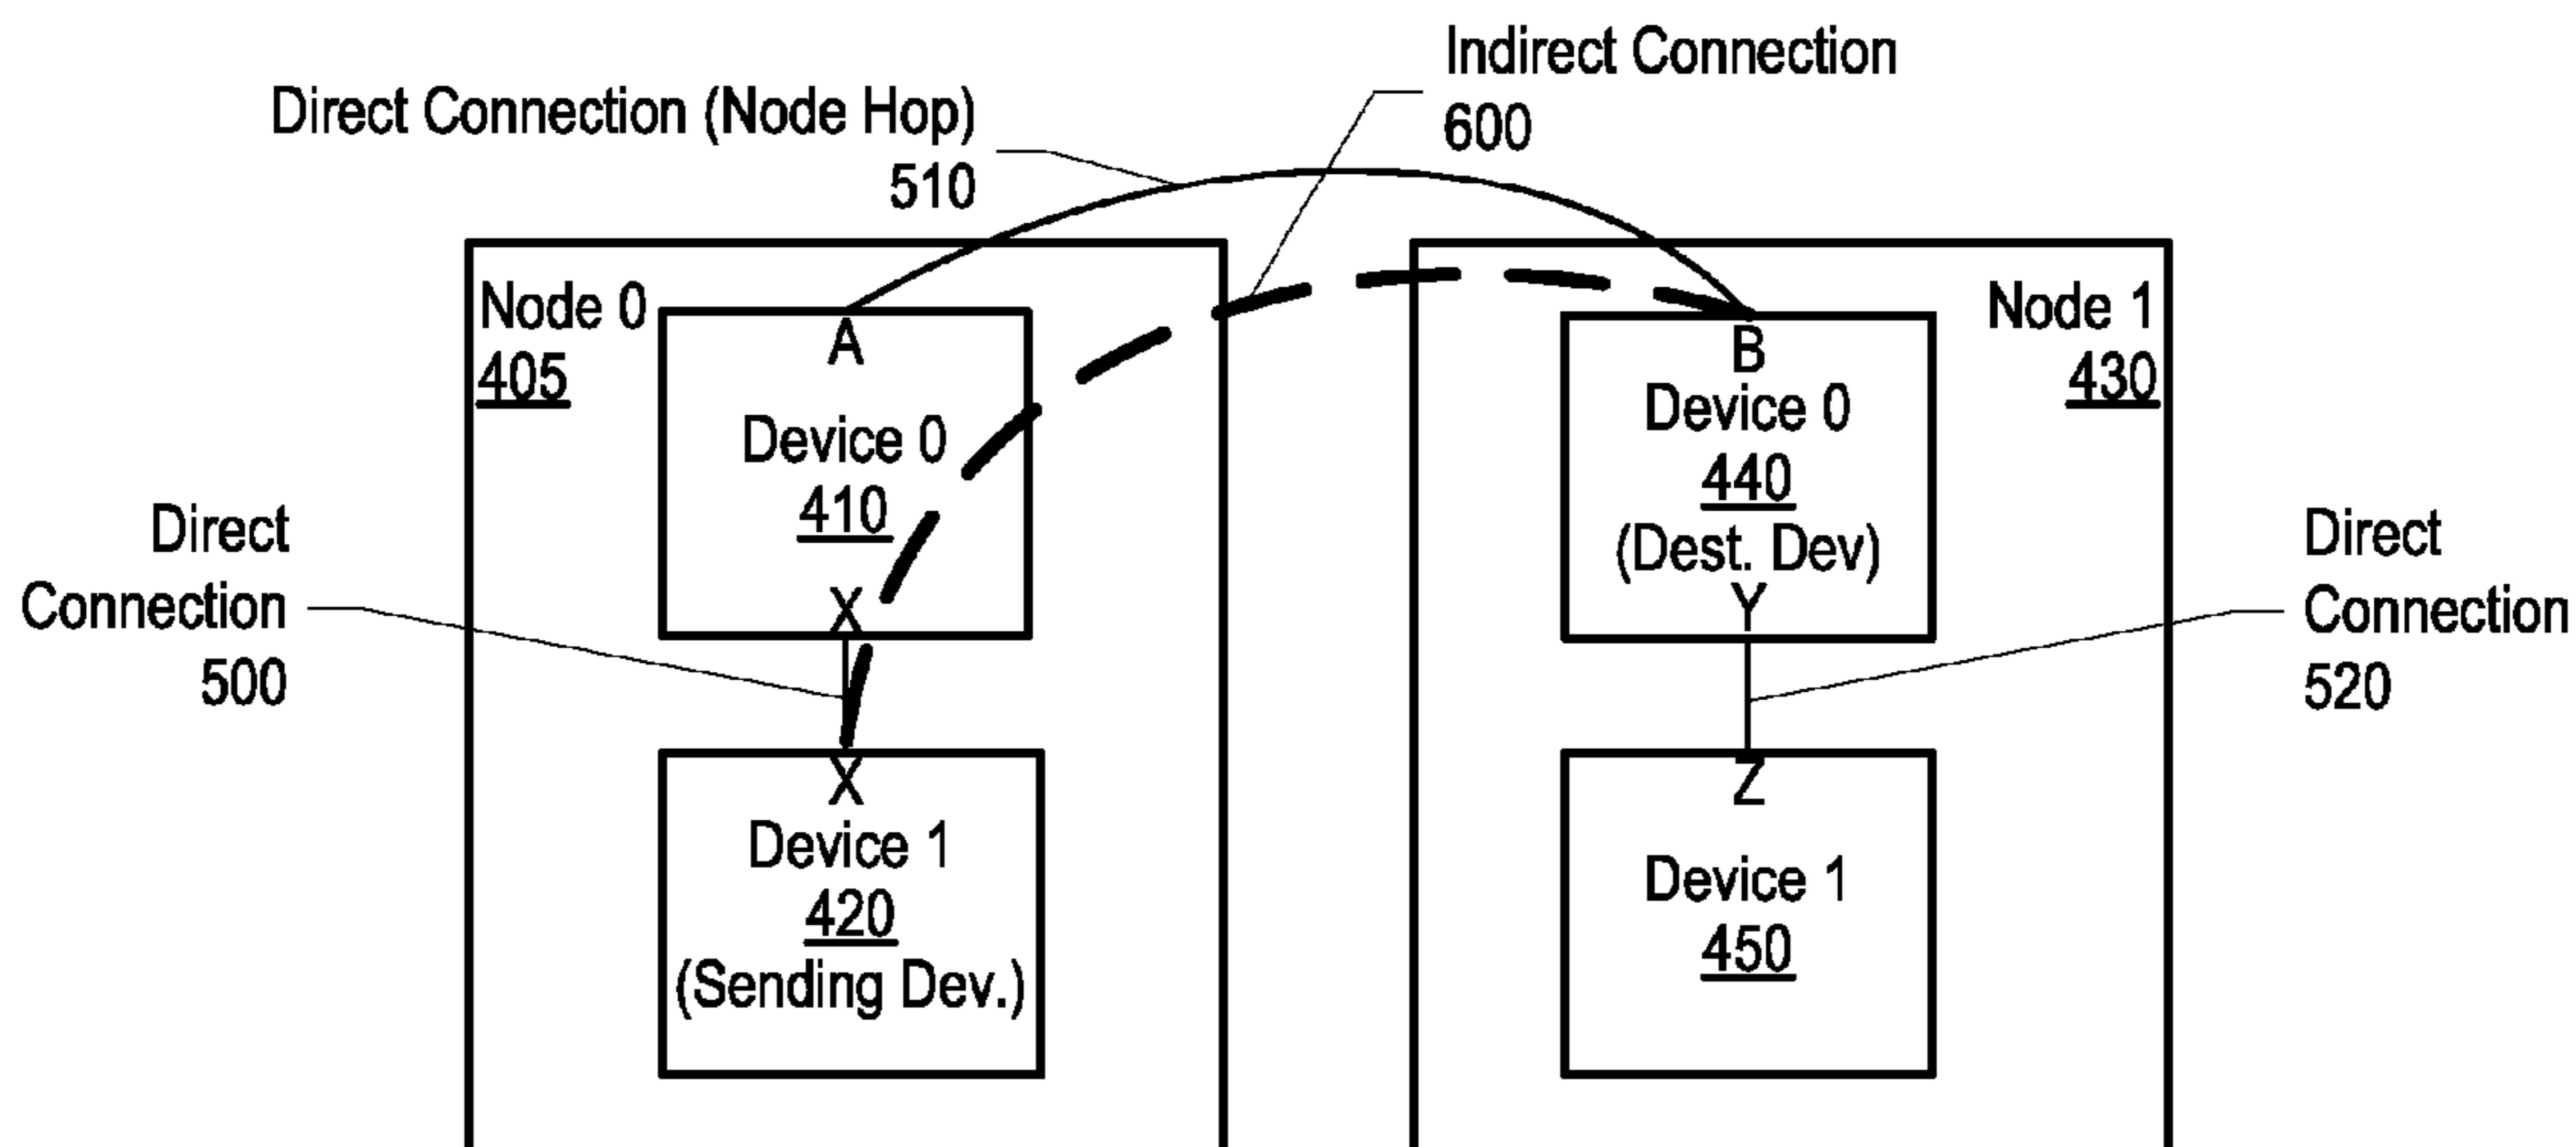 Indirect Connection
600
Direct Connection (Node Hop)
510
Node 0
405
A
Device 0
410
X
Direct
Connection
500
X
Device 1
420
(Sending Dev.)
Node 1
430
B
Device 0
440
(Dest. Dev)
Y
Direct
Connection
520
Z
Device 1
450